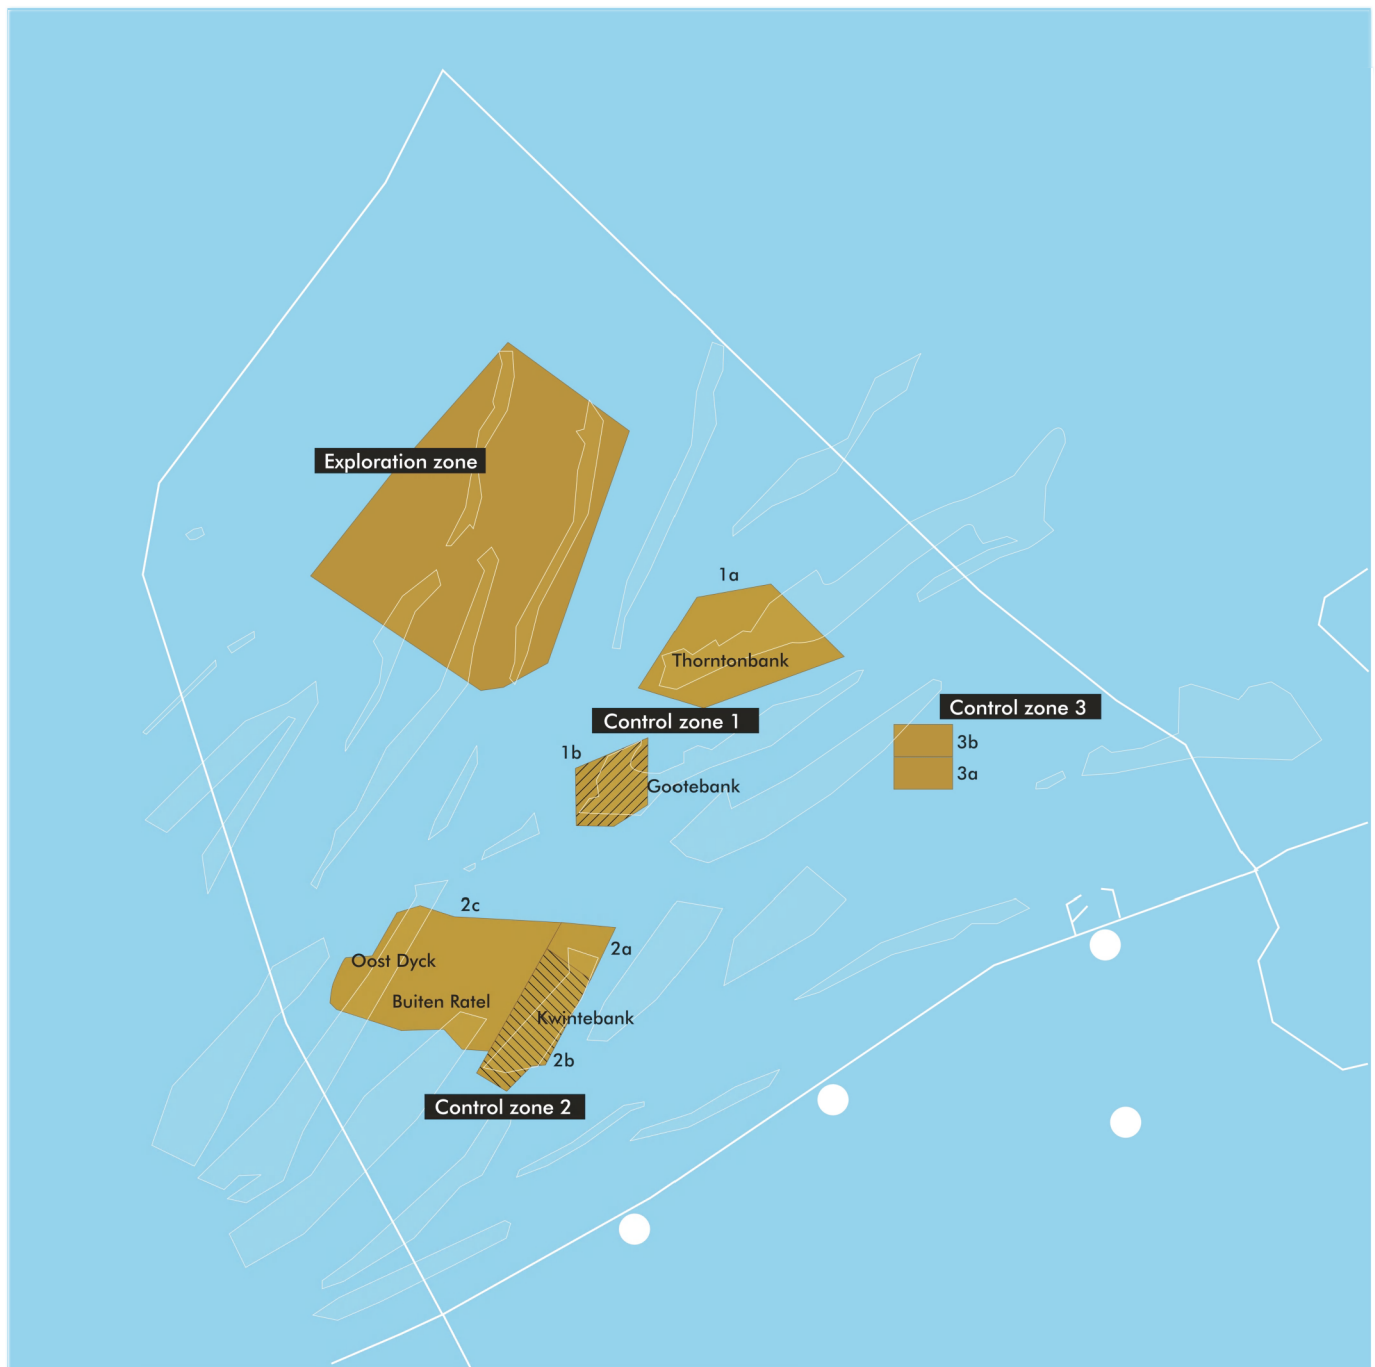 Exploration zone
1a
Thorntonbank
Control zone 3
Control zone 1
3b
1b
3a
Gootebank
2c
2a
Oost Dyck
Buiten Ratel
Kwintebank
2b
Control zone 2